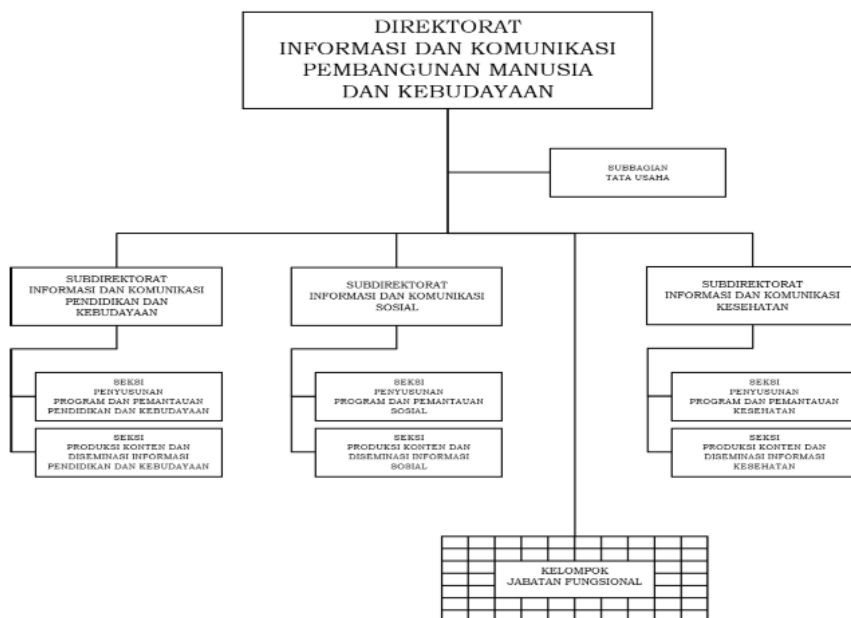 DIREKTORAT
INFORMASI DAN KOMUNIKASI
PEMBANGUNAN MANUSIA
DAN KEBUDAYAAN
SUBBAGIAN
TATA USAHA
SUBDIREKTORAT
INFORMASI DAN KOMUNIKASI
PENDIDIKAN DAN
KEBUDAYAAN
SUBDIREKTORAT
INFORMASI DAN KOMUNIKASI
SOSIAL
SUBDIREKTORAT
INFORMASI DAN KOMUNIKASI
KESEHATAN
SEKSI
PENYUSUNAN
PROGRAM DAN PEMANTAUAN
PENDIDIKAN DAN KEBUDAYAAN
SEKSI
PENYUSUNAN
PROGRAM DAN PEMANTAUAN
SOSIAL
SEKSI
PENYUSUNAN
PROGRAM DAN PEMANTAUAN
KESEHATAN
SEKSI
PRODUKSI KONTEN DAN
DISEMINASI INFORMASI
PENDIDIKAN DAN KEBUDAYAAN
SEKSI
PRODUKSI KONTEN DAN
DISEMINASI INFORMASI
SOSIAL
SEKSI
PRODUKSI KONTEN DAN
DISEMINASI INFORMASI
KESEHATAN
KELOMPOK
JABATAN FUNGSIONAL